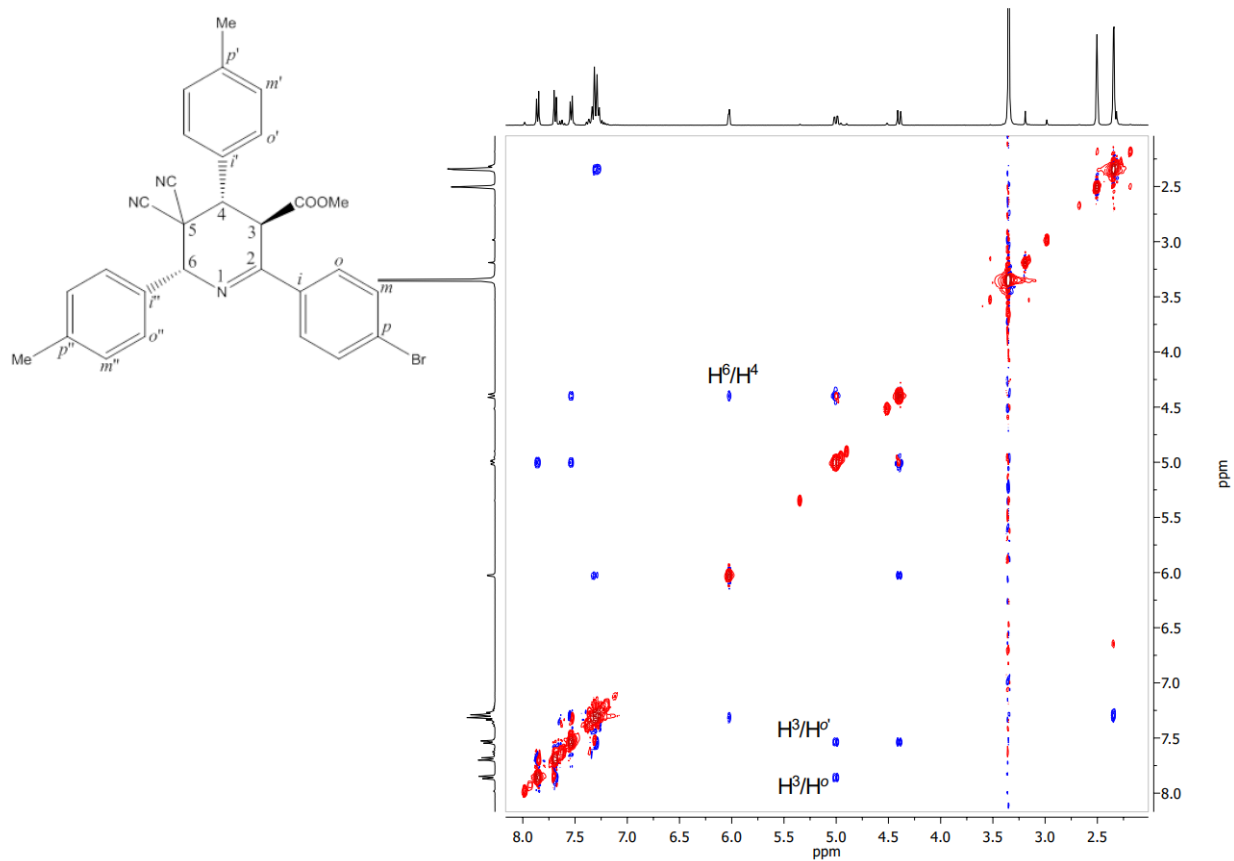 Me
p'
m'
o'
i'
NC
NC
4
COOMe
5
3
6
2
o
1
N
i
m
i"
o"
p
Br
p"
m"
Me
H⁶/H⁴
H³/Hᵒ'
H³/Hᵒ
2.5
3.0
3.5
4.0
4.5
5.0
5.5
6.0
6.5
7.0
7.5
8.0
ppm
8.0 7.5 7.0 6.5 6.0 5.5 5.0 4.5 4.0 3.5 3.0 2.5
ppm